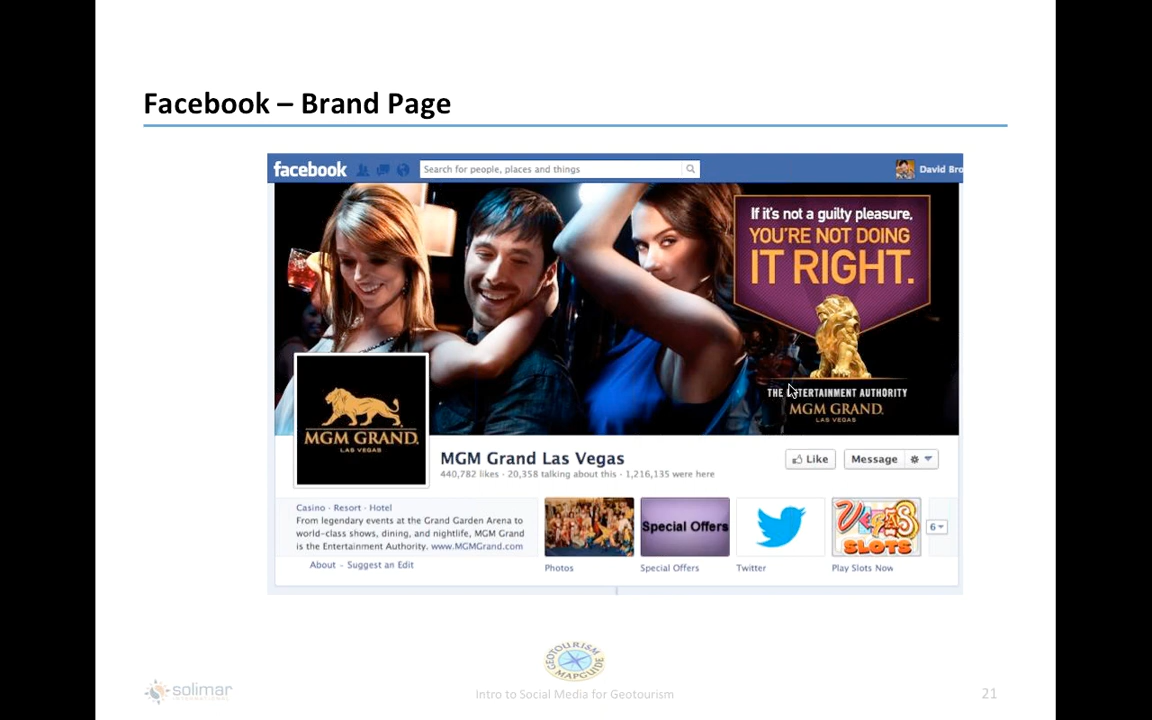 Facebook – Brand Page
facebook
Search for people, places and things
David Bro
If it's not a guilty pleasure,
YOU'RE NOT DOING
IT RIGHT.
THE ENTERTAINMENT AUTHORITY
MGM GRAND.
LAS VEGAS
MGM GRAND.
LAS VEGAS
MGM Grand Las Vegas
440,782 likes · 20,358 talking about this · 1,216,135 were here
Like
Message
Casino · Resort · Hotel
From legendary events at the Grand Garden Arena to
world-class shows, dining, and nightlife, MGM Grand
is the Entertainment Authority. www.MGMGrand.com
About – Suggest an Edit
Special Offers
VEGAS
SLOTS
6
Photos
Special Offers
Twitter
Play Slots Now
GEOTOURISM
MAPGUIDE
solimar
INTERNATIONAL
Intro to Social Media for Geotourism
21